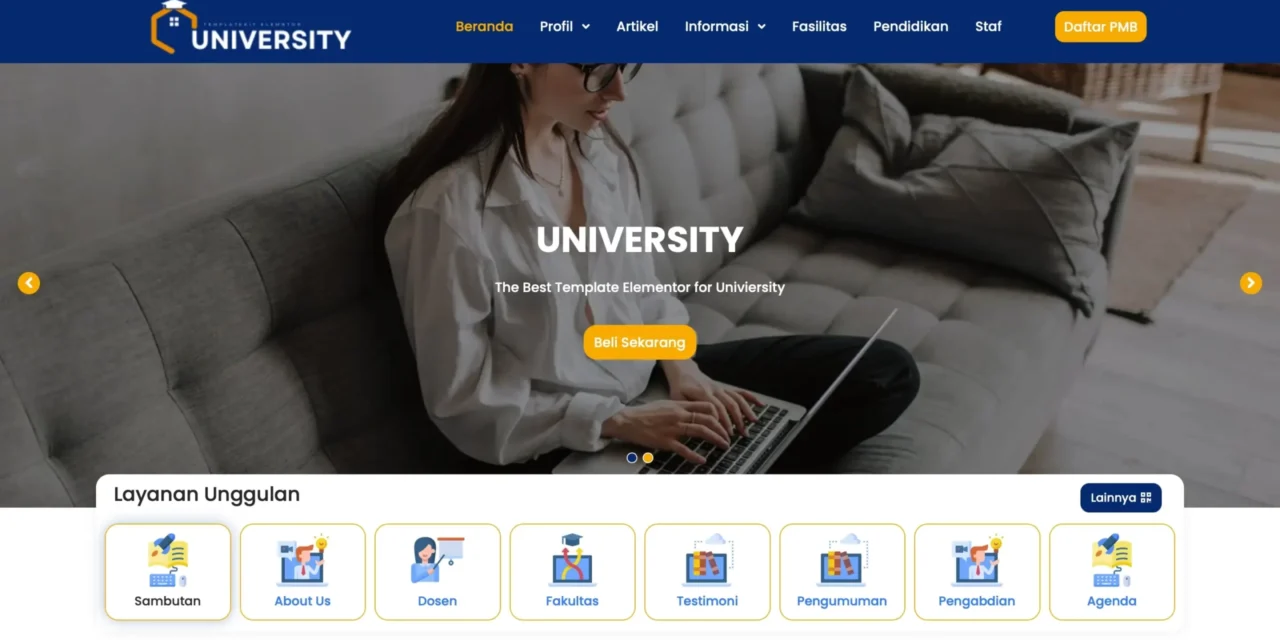 TEMPLATEKIT ELEMENTOR
UNIVERSITY
Beranda
Profil
Artikel
Informasi
Fasilitas
Pendidikan
Staf
Daftar PMB
UNIVERSITY
The Best Template Elementor for Univiersity
Beli Sekarang
Layanan Unggulan
Lainnya
Sambutan
About Us
Dosen
Fakultas
Testimoni
Pengumuman
Pengabdian
Agenda